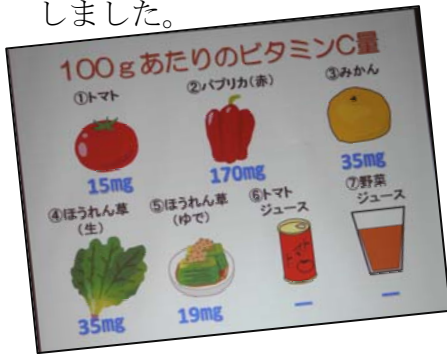 しました。
100gあたりのビタミンC量
①トマト
15mg
②パプリカ(赤)
170mg
③みかん
35mg
④ほうれん草
(生)
35mg
⑤ほうれん草
(ゆで)
19mg
⑥トマト
ジュース
ー
⑦野菜
ジュース
ー